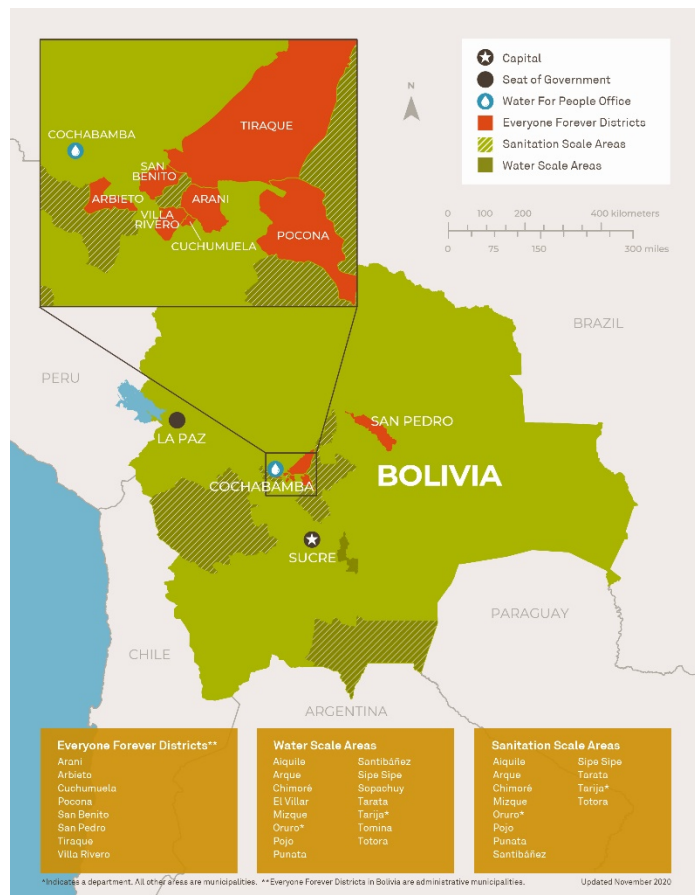 Capital
Seat of Government
Water For People Office
Everyone Forever Districts
Sanitation Scale Areas
Water Scale Areas
N
TIRAQUE
COCHABAMBA
SAN
BENITO
ARBIETO
ARANI
VILLA
RIVERO
CUCHUMUELA
POCONA
0 100 200 400 kilometers
0 75 150 300 miles
BRAZIL
PERU
LA PAZ
SAN PEDRO
COCHABAMBA
BOLIVIA
SUCRE
PARAGUAY
CHILE
ARGENTINA
Everyone Forever Districts**
Arani
Arbieto
Cuchumuela
Pocona
San Benito
San Pedro
Tiraque
Villa Rivero
Water Scale Areas
Aiquile
Arque
Chimoré
El Villar
Mizque
Oruro*
Pojo
Punata
Santibáñez
Sipe Sipe
Sopachuy
Tarata
Tarija*
Tomina
Totora
Sanitation Scale Areas
Aiquile
Arque
Chimoré
Mizque
Oruro*
Pojo
Punata
Santibáñez
Sipe Sipe
Tarata
Tarija*
Totora
*Indicates a department. All other areas are municipalities. **Everyone Forever Districts in Bolivia are administrative municipalities.
Updated November 2020